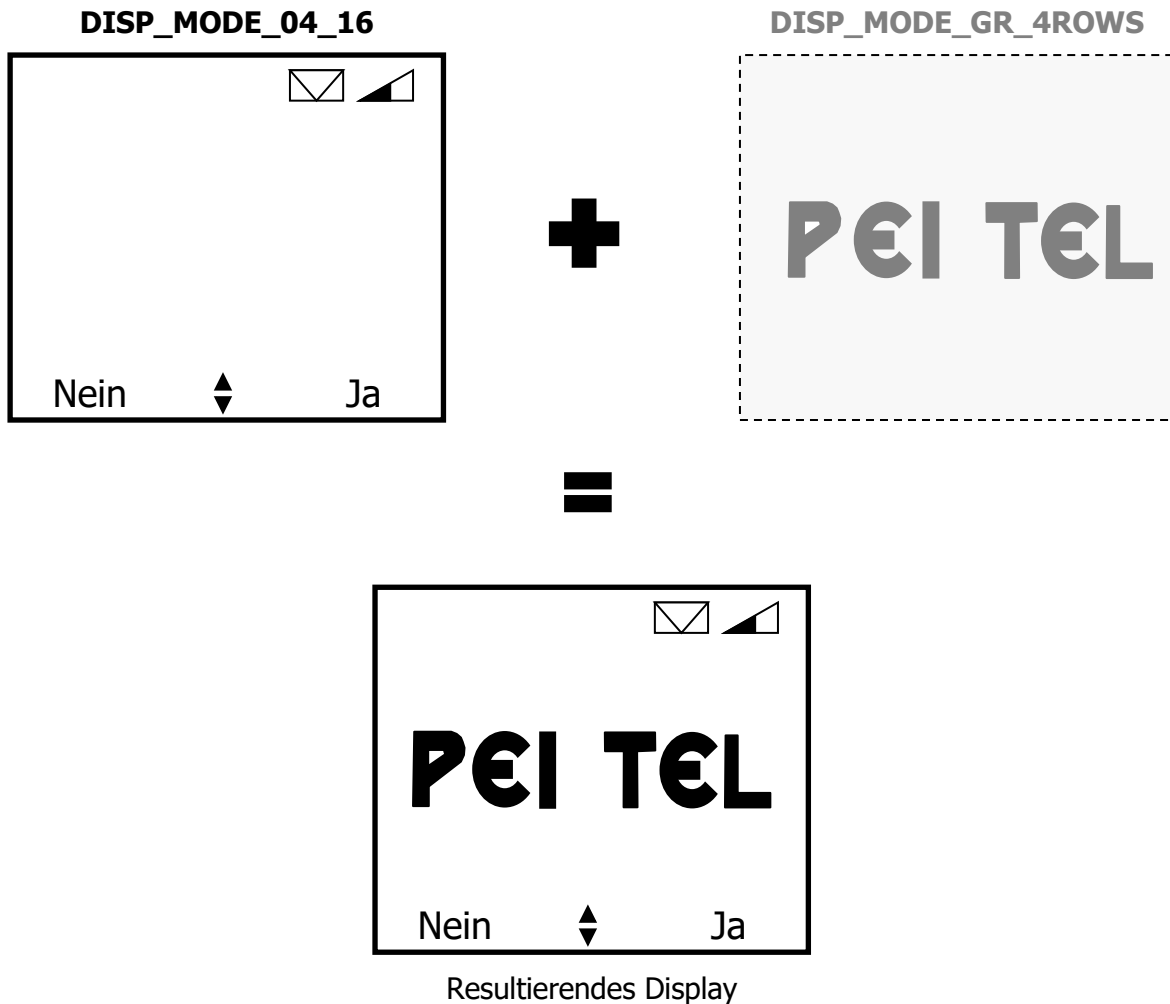 DISP_MODE_04_16
DISP_MODE_GR_4ROWS
Nein Ja
PEI TEL
PEI TEL
Nein Ja
Resultierendes Display